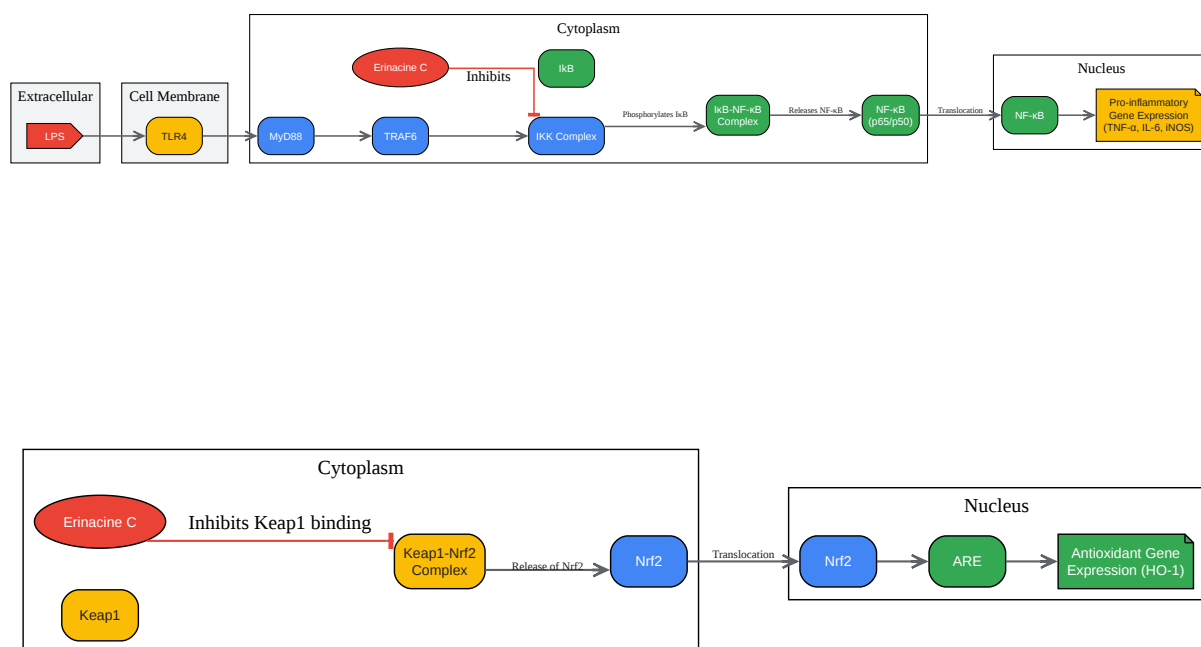 Cytoplasm
Extracellular
Cell Membrane
Nucleus
Erinacine C
Inhibits
IκB
LPS
TLR4
MyD88
TRAF6
IKK Complex
Phosphorylates IκB
IκB-NF-κB
Complex
Releases NF-κB
NF-κB
(p65/p50)
Translocation
NF-κB
Pro-inflammatory
Gene Expression
(TNF-α, IL-6, iNOS)
Cytoplasm
Nucleus
Erinacine C
Inhibits Keap1 binding
Keap1-Nrf2
Complex
Release of Nrf2
Nrf2
Translocation
Nrf2
ARE
Antioxidant Gene
Expression (HO-1)
Keap1